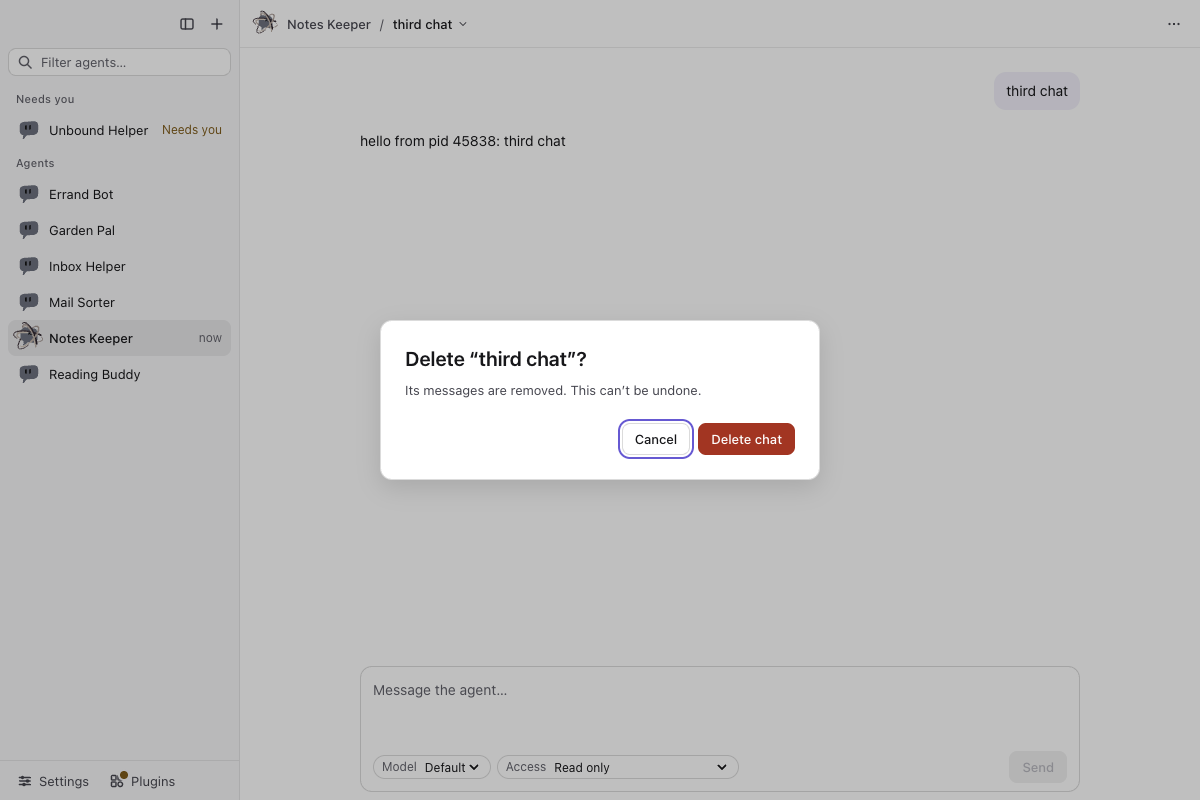 Notes Keeper / third chat
Filter agents...
Needs you
Unbound Helper Needs you
Agents
Errand Bot
Garden Pal
Inbox Helper
Mail Sorter
Notes Keeper now
Reading Buddy
Settings
Plugins
third chat
hello from pid 45838: third chat
Delete “third chat”?
Its messages are removed. This can’t be undone.
Cancel Delete chat
Message the agent...
Model Default Access Read only Send